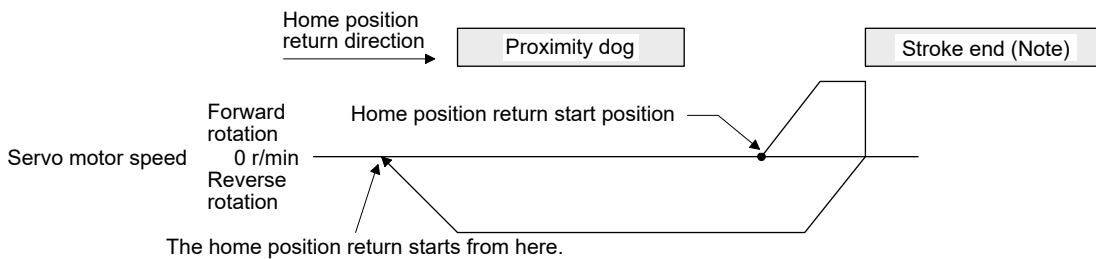 Home position
return direction
Proximity dog
Stroke end (Note)
Forward
rotation
Home position return start position
Servo motor speed
0 r/min
Reverse
rotation
The home position return starts from here.